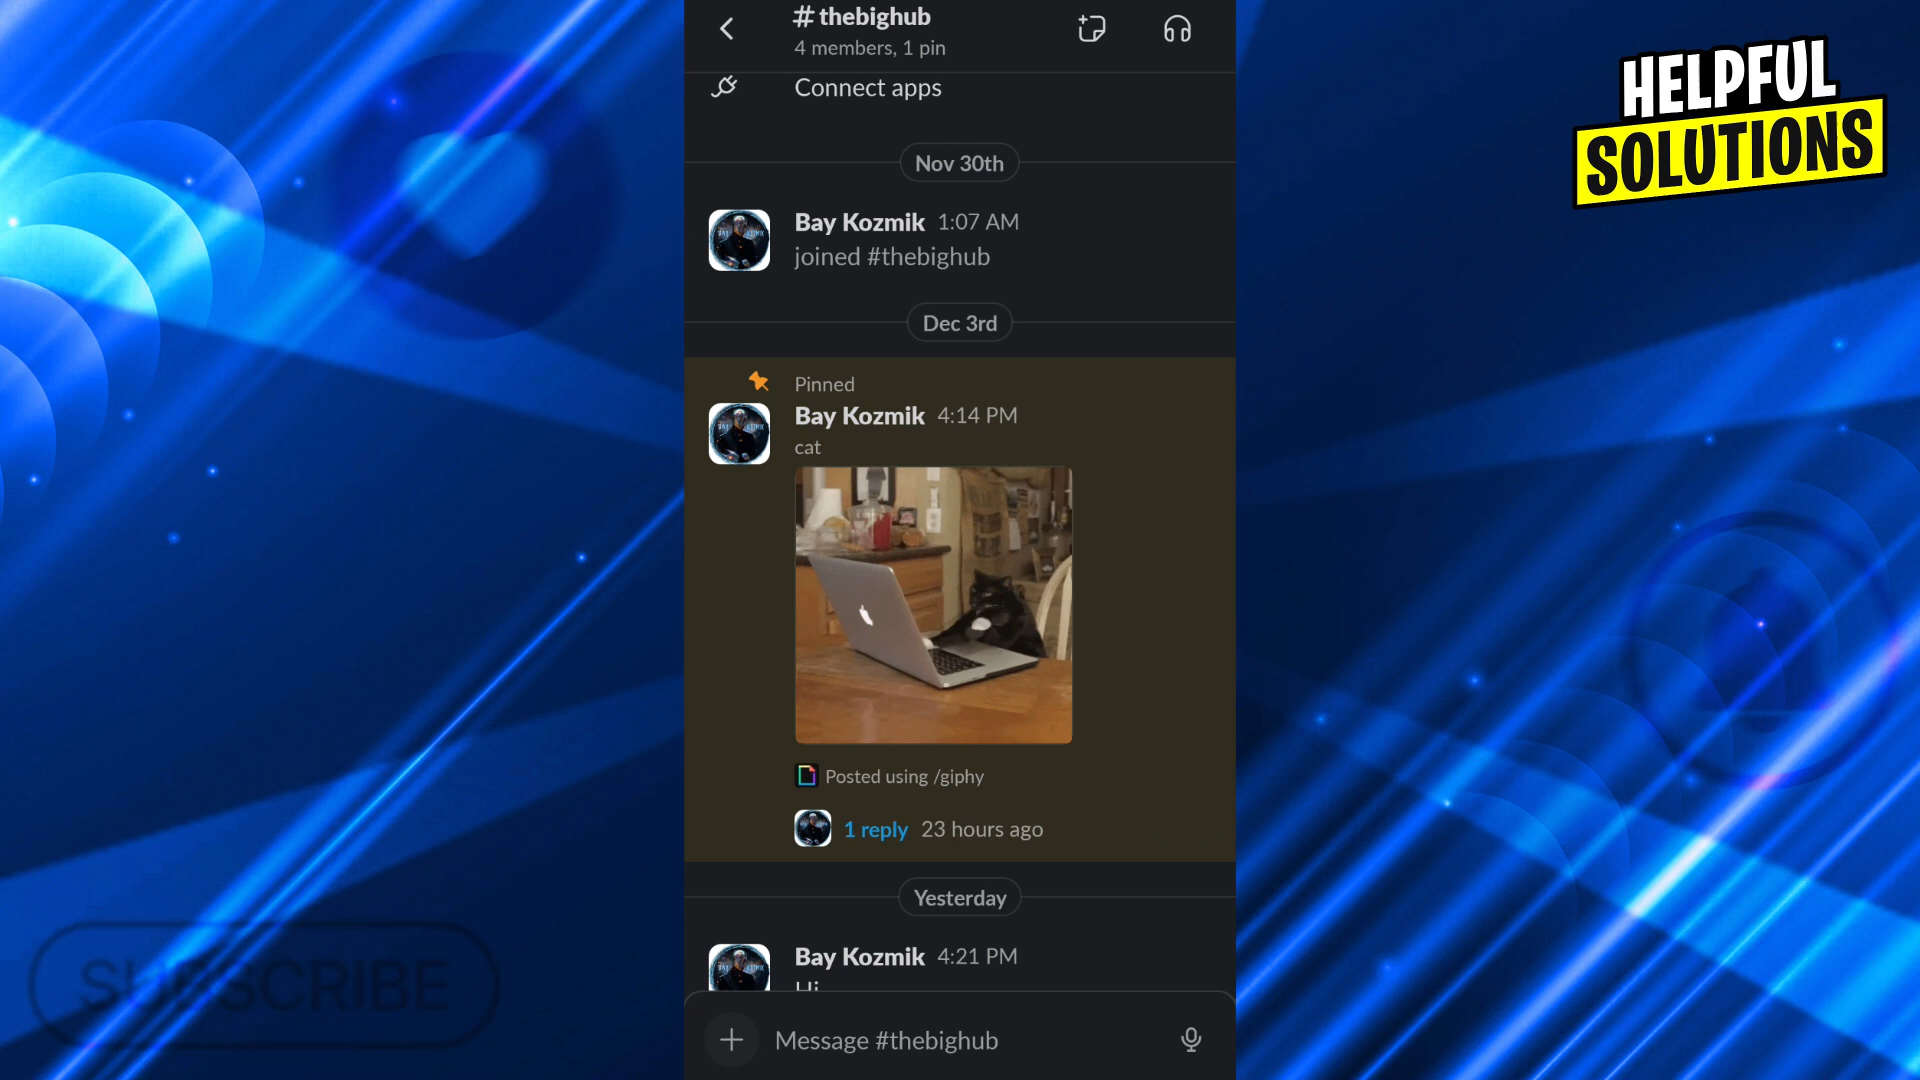 #thebighub
4 members, 1 pin
Connect apps
HELPFUL
SOLUTIONS
Nov 30th
Bay Kozmik 1:07 AM
joined #thebighub
Dec 3rd
Pinned
Bay Kozmik 4:14 PM
cat
Posted using /giphy
1 reply 23 hours ago
Yesterday
Bay Kozmik 4:21 PM
Hi
Message #thebighub
SUBSCRIBE